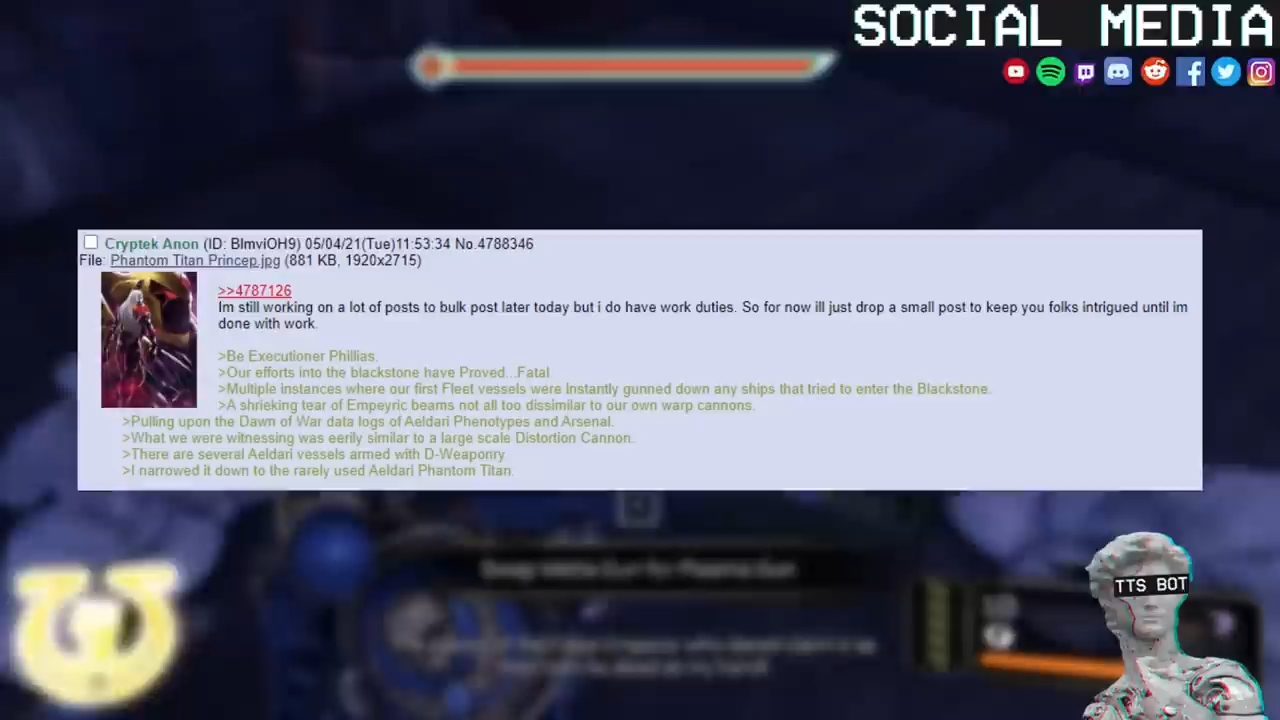 SOCIAL MEDIA
Cryptek Anon (ID: BlmviOH9) 05/04/21(Tue)11:53:34 No.4788346
File: Phantom Titan Princep.jpg (881 KB, 1920x2715)
>>4787126
Im still working on a lot of posts to bulk post later today but i do have work duties. So for now ill just drop a small post to keep you folks intrigued until im
done with work.
>Be Executioner Phillias.
>Our efforts into the blackstone have Proved...Fatal
>Multiple instances where our first Fleet vessels were instantly gunned down any ships that tried to enter the Blackstone.
>A shrieking tear of Empeyric beams not all too dissimilar to our own warp cannons.
>Pulling upon the Dawn of War data logs of Aeldari Phenotypes and Arsenal.
>What we were witnessing was eerily similar to a large scale Distortion Cannon.
>There are several Aeldari vessels armed with D-Weaponry
>I narrowed it down to the rarely used Aeldari Phantom Titan.
TTS BOT